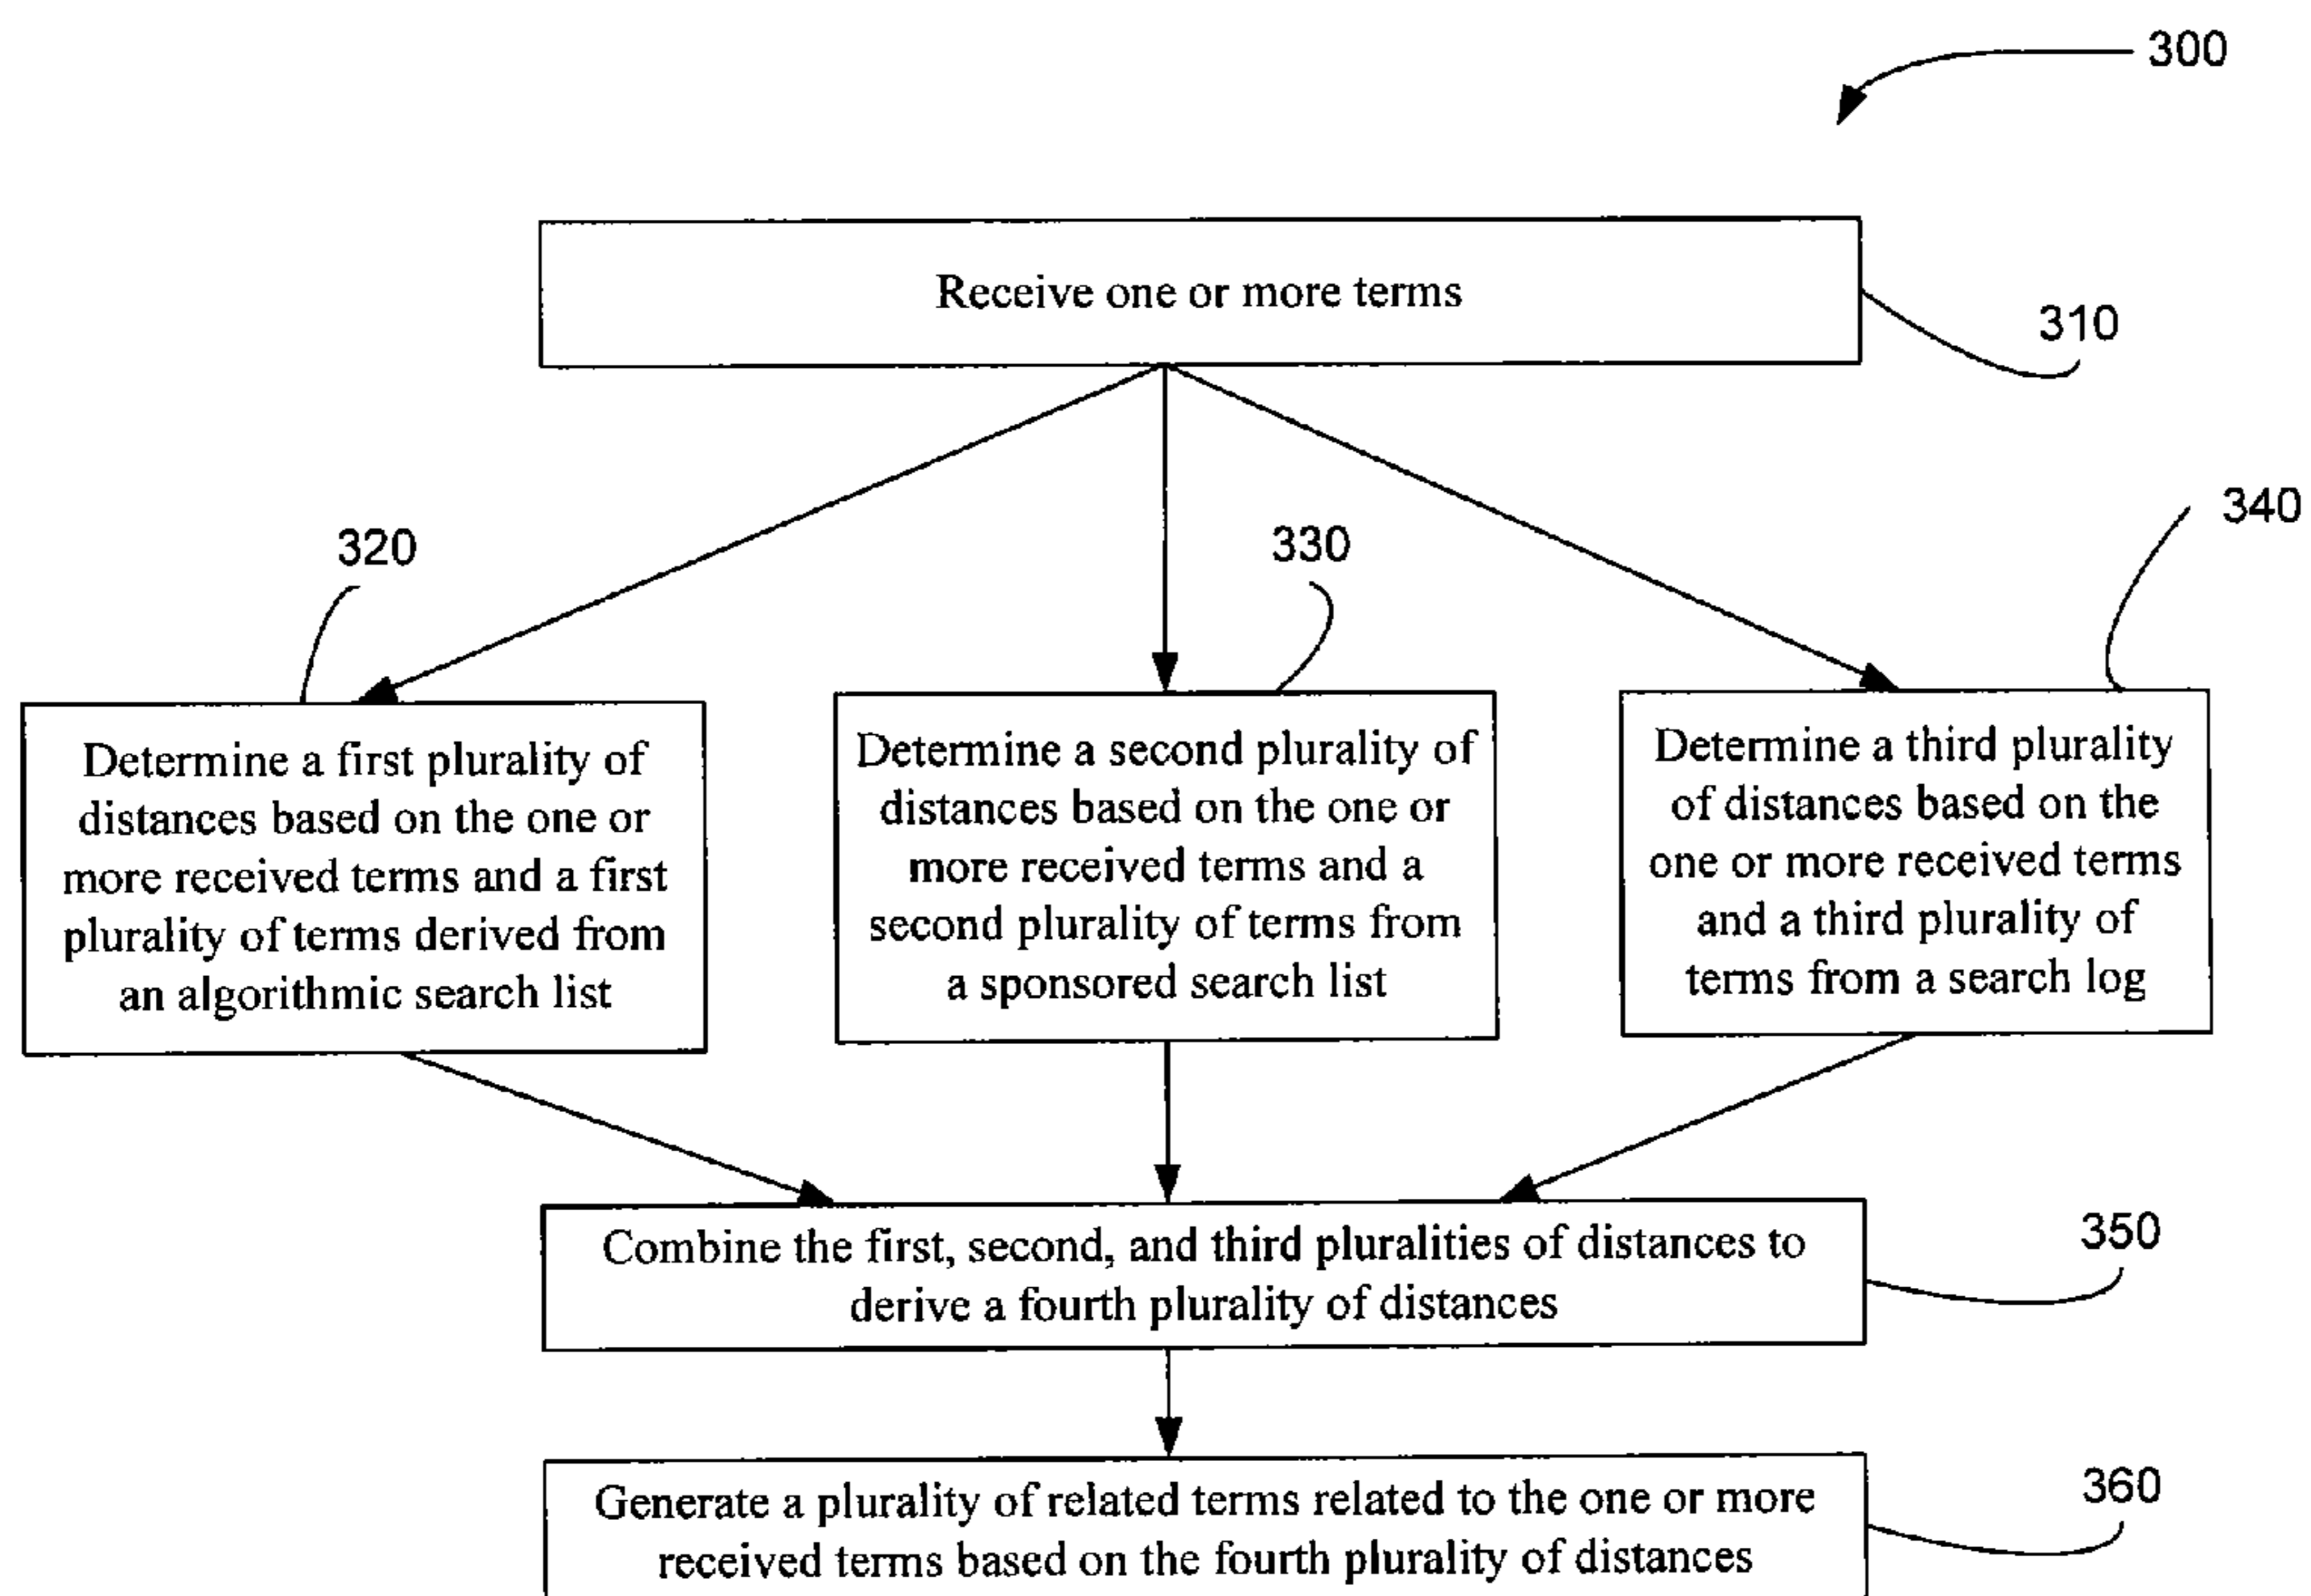 300
Receive one or more terms
310
320
330
340
Determine a first plurality of
distances based on the one or
more received terms and a first
plurality of terms derived from
an algorithmic search list
Determine a second plurality of
distances based on the one or
more received terms and a
second plurality of terms from
a sponsored search list
Determine a third plurality
of distances based on the
one or more received terms
and a third plurality of
terms from a search log
Combine the first, second, and third pluralities of distances to
derive a fourth plurality of distances
350
Generate a plurality of related terms related to the one or more
received terms based on the fourth plurality of distances
360